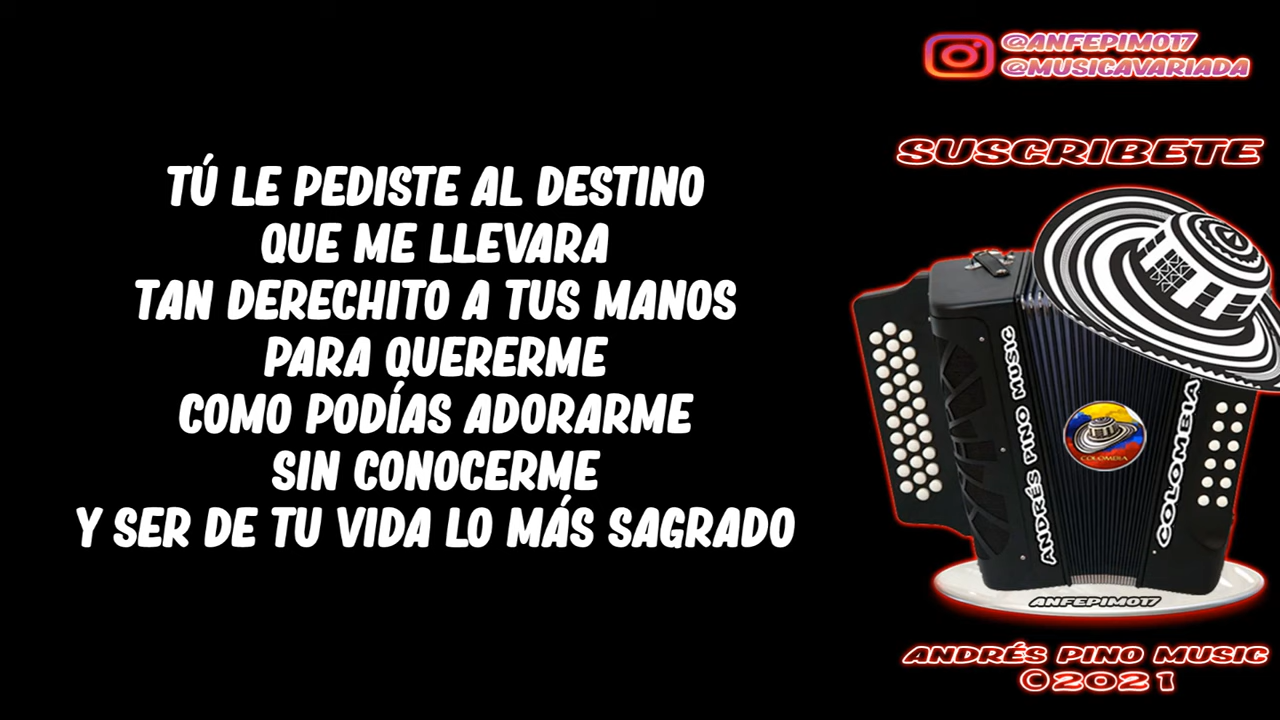 TÚ LE PEDISTE AL DESTINO
QUE ME LLEVARA
TAN DERECHITO A TUS MANOS
PARA QUERERME
COMO PODÍAS ADORARME
SIN CONOCERME
Y SER DE TU VIDA LO MÁS SAGRADO
@ANFEPIMO17
@MUSICAVARIADA
SUSCRIBETE
ANDRÉS PINO MUSIC
COLOMBIA
COLOMBIA
ANFEPIMO17
ANDRÉS PINO MUSIC
©2021